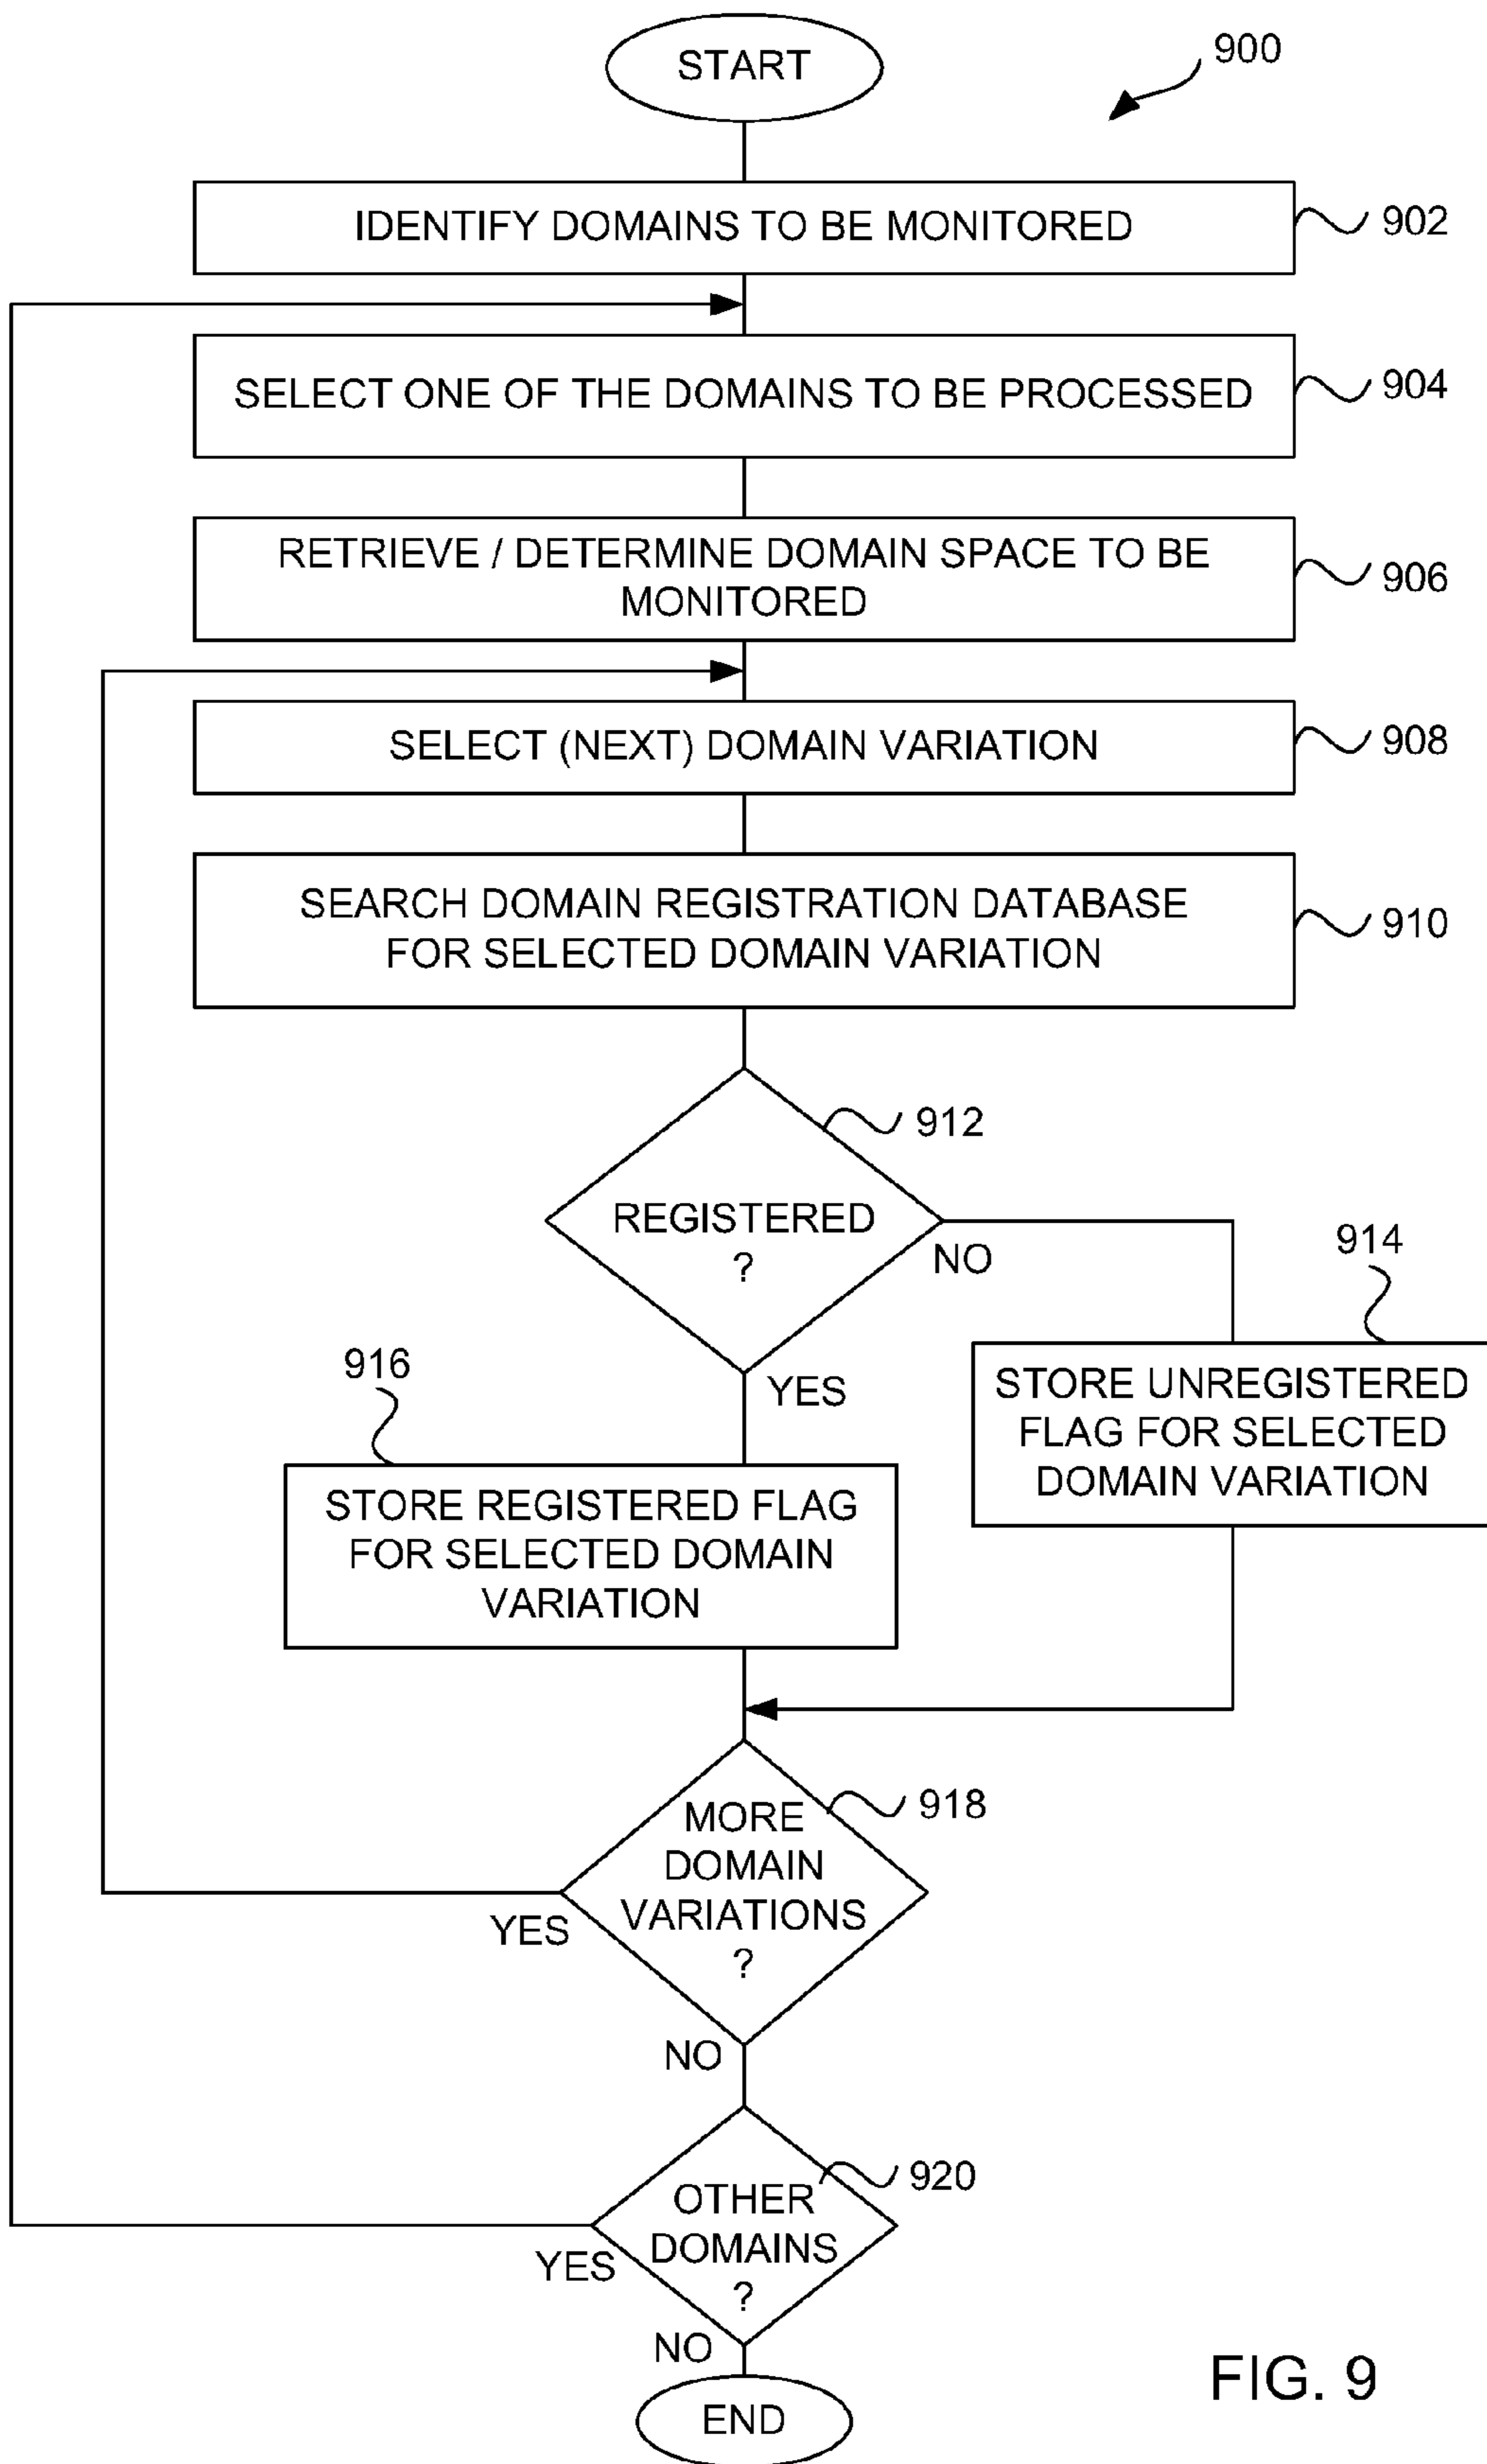 START
900
IDENTIFY DOMAINS TO BE MONITORED
902
SELECT ONE OF THE DOMAINS TO BE PROCESSED
904
RETRIEVE / DETERMINE DOMAIN SPACE TO BE
MONITORED
906
SELECT (NEXT) DOMAIN VARIATION
908
SEARCH DOMAIN REGISTRATION DATABASE
FOR SELECTED DOMAIN VARIATION
910
912
REGISTERED
?
NO
YES
914
STORE UNREGISTERED
FLAG FOR SELECTED
DOMAIN VARIATION
916
STORE REGISTERED FLAG
FOR SELECTED DOMAIN
VARIATION
918
MORE
DOMAIN
VARIATIONS
?
YES
NO
920
OTHER
DOMAINS
?
YES
NO
END
FIG. 9